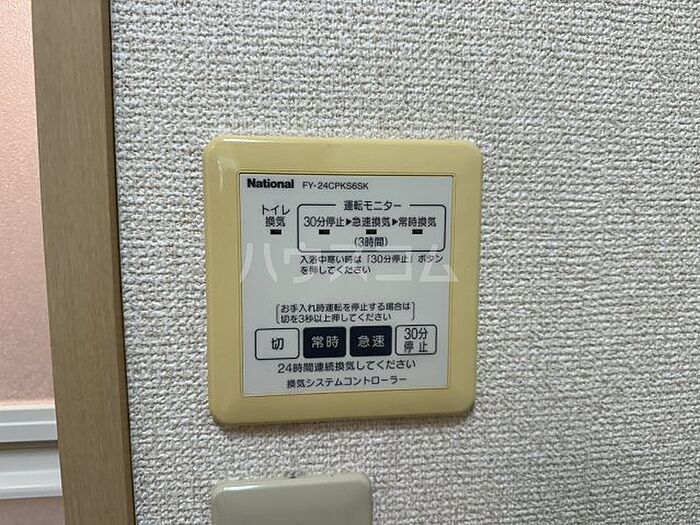 National FY-24CPKS6SK
トイレ
換気
運転モニター
30分停止▶急速換気▶常時換気
(3時間)
入浴中寒い時は「30分停止」ボタン
を押してください
ハウスコム
お手入れ時運転を停止する場合は
切を3秒以上押してください
切 常時 急速 30分
停止
24時間連続換気してください
換気システムコントローラー